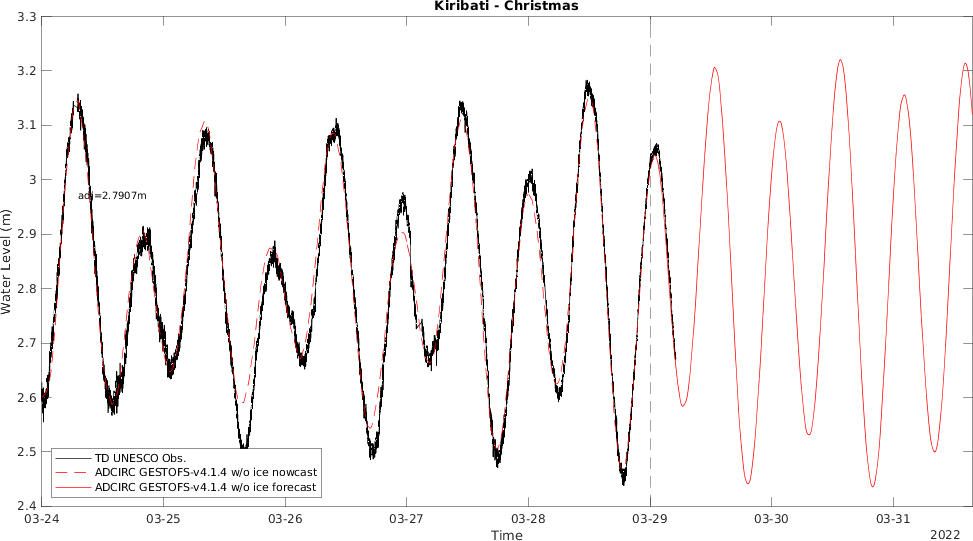 Kiribati - Christmas
3.3
3.2
3.1
3
2.9
2.8
2.7
2.6
2.5
2.4
Water Level (m)
adj=2.7907m
TD UNESCO Obs.
ADCIRC GESTOFS-v4.1.4 w/o ice nowcast
ADCIRC GESTOFS-v4.1.4 w/o ice forecast
03-24 03-25 03-26 03-27 03-28 03-29 03-30 03-31
Time
2022